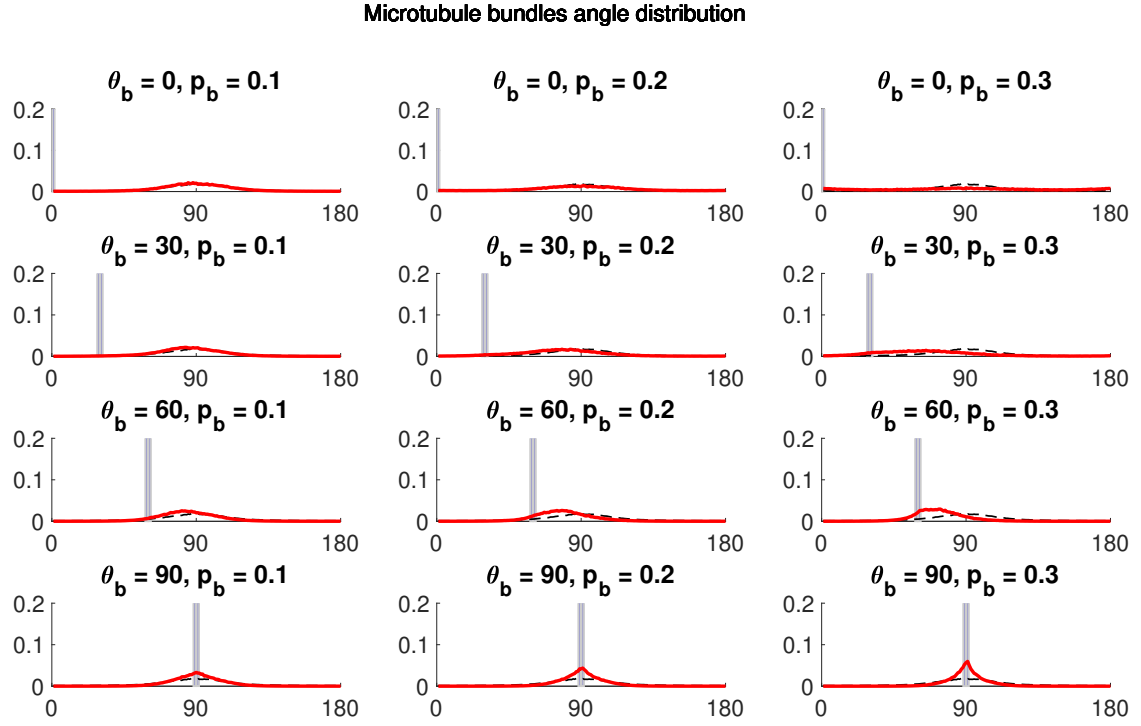 Microtubule bundles angle distribution
θb = 0, pb = 0.1
θb = 0, pb = 0.2
θb = 0, pb = 0.3
0.2
0.1
0
0 90 180
0.2
0.1
0
0 90 180
0.2
0.1
0
0 90 180
θb = 30, pb = 0.1
θb = 30, pb = 0.2
θb = 30, pb = 0.3
0.2
0.1
0
0 90 180
0.2
0.1
0
0 90 180
0.2
0.1
0
0 90 180
θb = 60, pb = 0.1
θb = 60, pb = 0.2
θb = 60, pb = 0.3
0.2
0.1
0
0 90 180
0.2
0.1
0
0 90 180
0.2
0.1
0
0 90 180
θb = 90, pb = 0.1
θb = 90, pb = 0.2
θb = 90, pb = 0.3
0.2
0.1
0
0 90 180
0.2
0.1
0
0 90 180
0.2
0.1
0
0 90 180